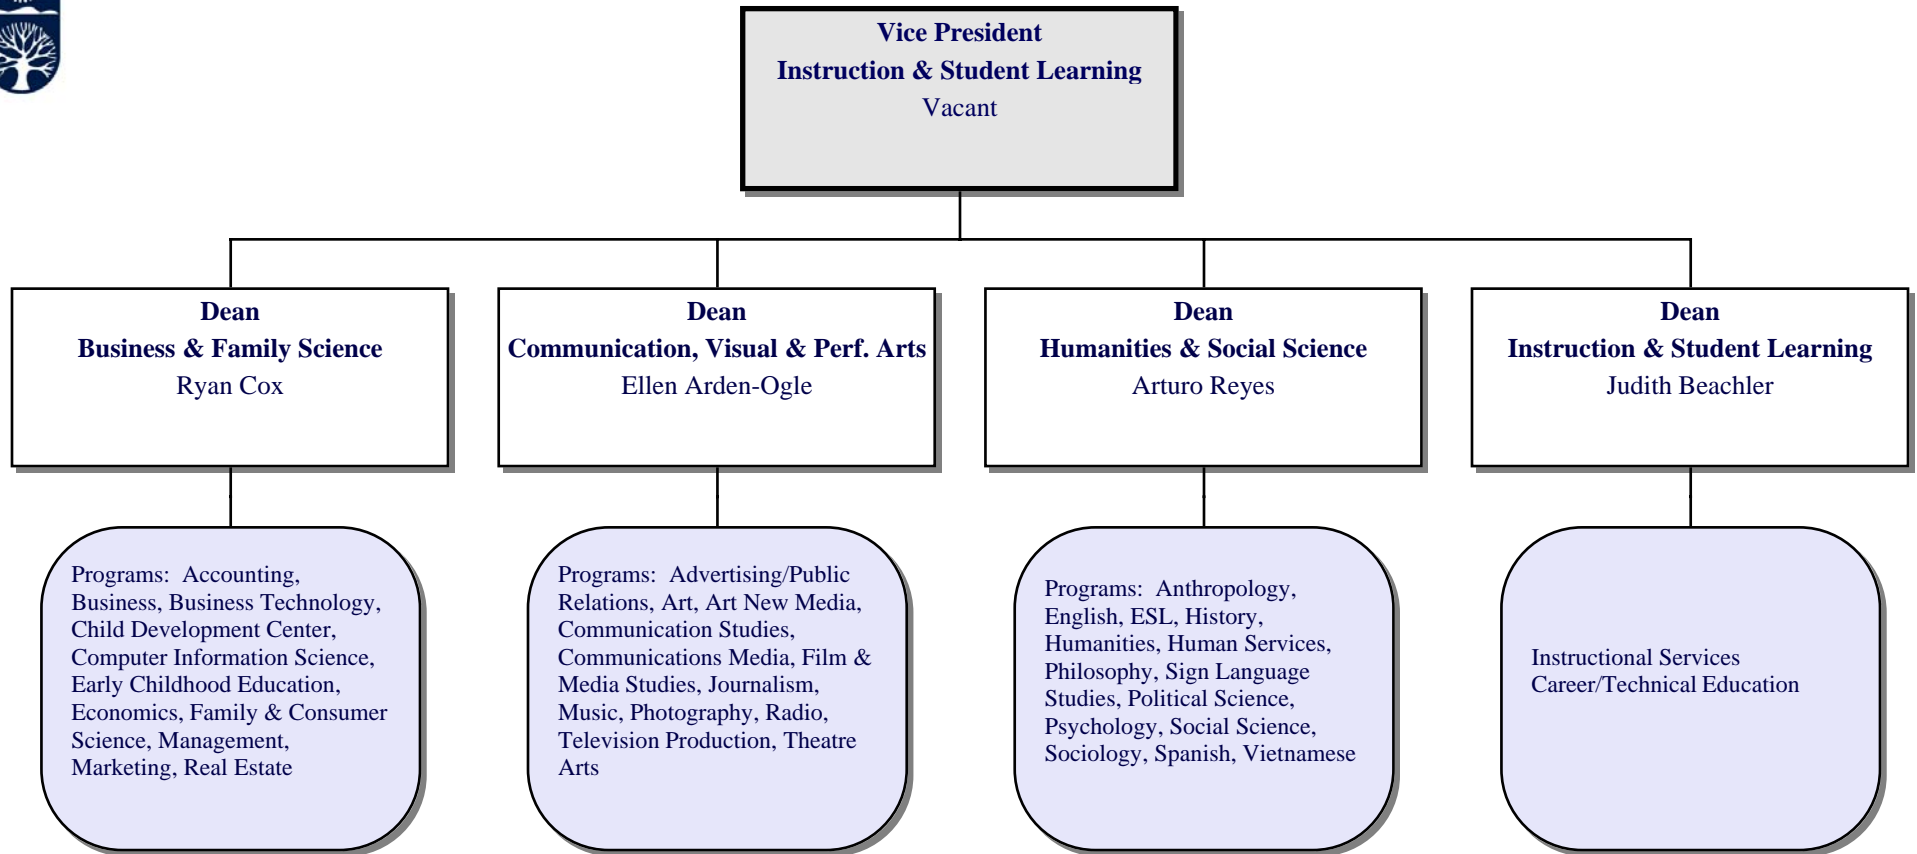 Vice President
Instruction & Student Learning
Vacant
Dean
Business & Family Science
Ryan Cox
Dean
Communication, Visual & Perf. Arts
Ellen Arden-Ogle
Dean
Humanities & Social Science
Arturo Reyes
Dean
Instruction & Student Learning
Judith Beachler
Programs: Accounting,
Business, Business Technology,
Child Development Center,
Computer Information Science,
Early Childhood Education,
Economics, Family & Consumer
Science, Management,
Marketing, Real Estate
Programs: Advertising/Public
Relations, Art, Art New Media,
Communication Studies,
Communications Media, Film &
Media Studies, Journalism,
Music, Photography, Radio,
Television Production, Theatre
Arts
Programs: Anthropology,
English, ESL, History,
Humanities, Human Services,
Philosophy, Sign Language
Studies, Political Science,
Psychology, Social Science,
Sociology, Spanish, Vietnamese
Instructional Services
Career/Technical Education